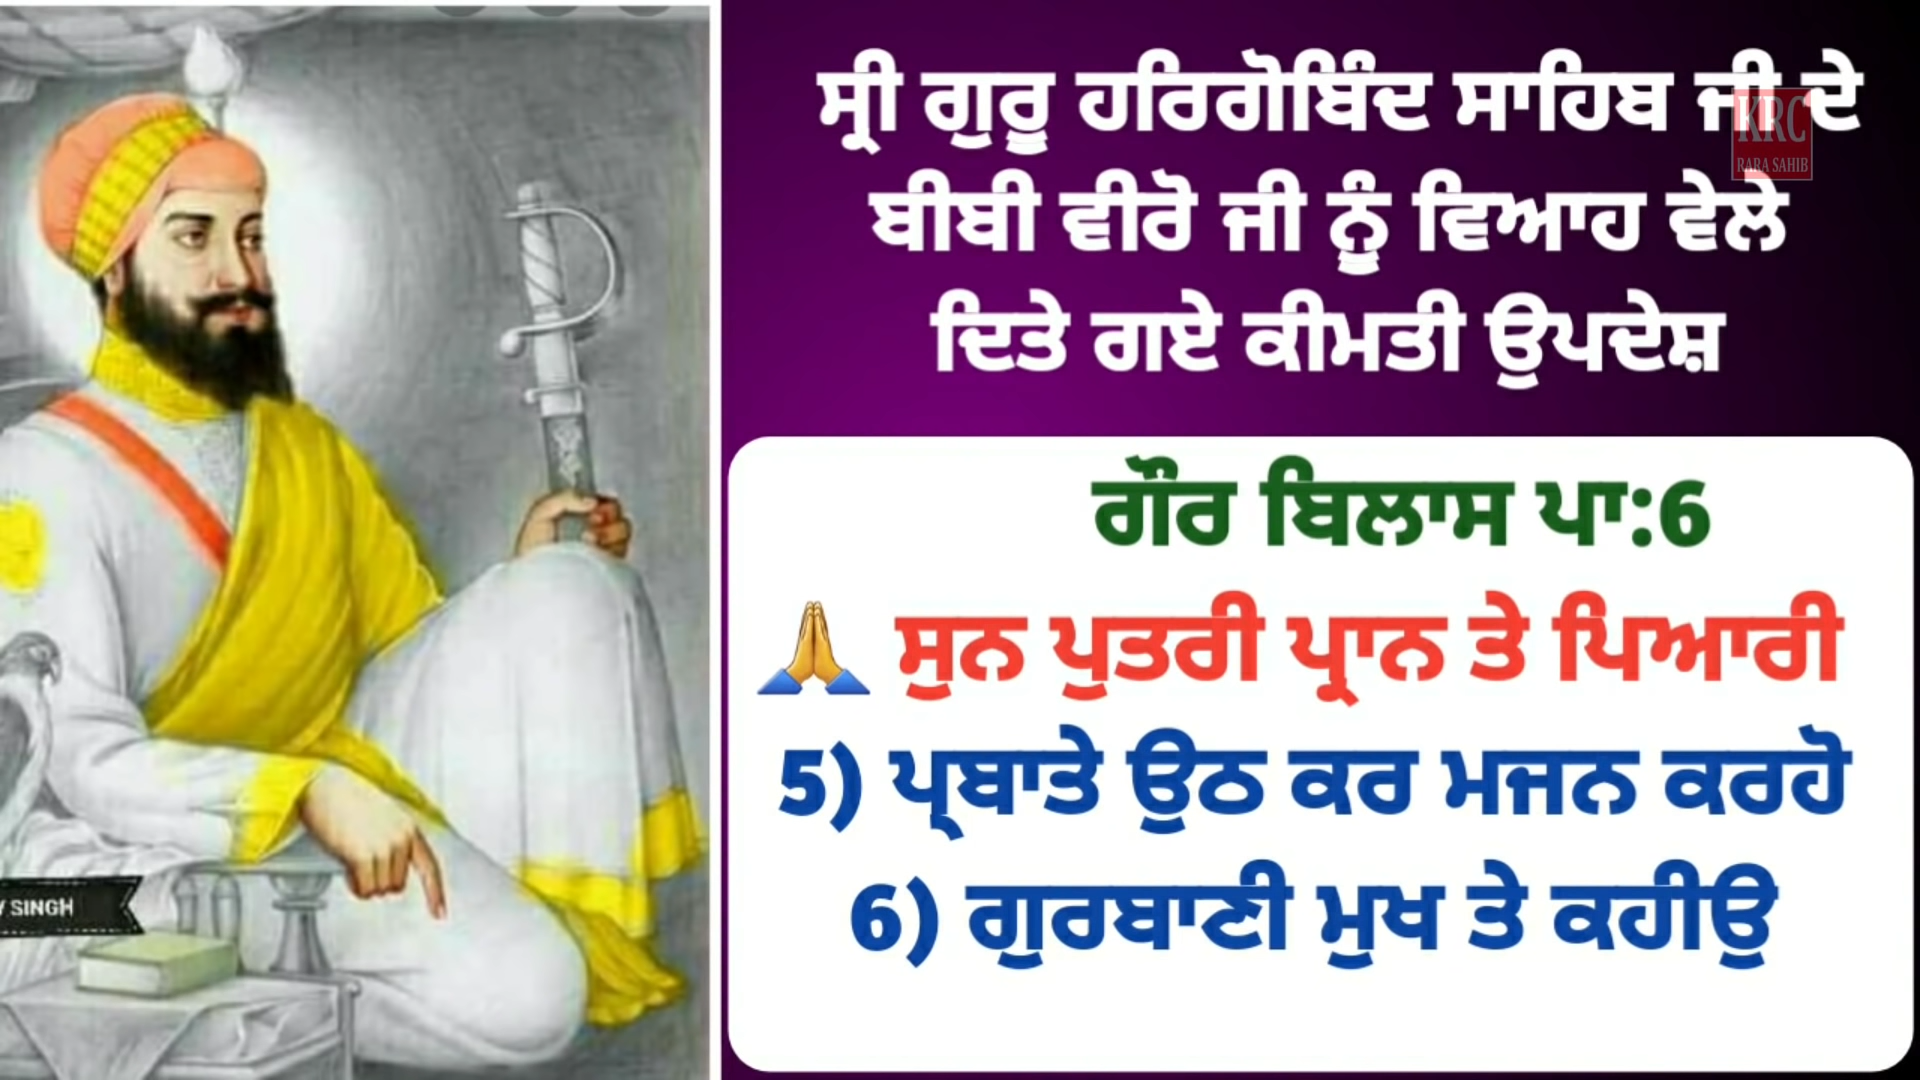 ਸ੍ਰੀ ਗੁਰੂ ਹਰਿਗੋਬਿੰਦ ਸਾਹਿਬ ਜੀ ਦੇ
KRC
RARA SAHIB
ਬੀਬੀ ਵੀਰੋ ਜੀ ਨੂੰ ਵਿਆਹ ਵੇਲੇ
ਦਿਤੇ ਗਏ ਕੀਮਤੀ ਉਪਦੇਸ਼
ਗੌਰ ਬਿਲਾਸ ਪਾ:6
🙏 ਸੁਨ ਪੁਤਰੀ ਪ੍ਰਾਨ ਤੇ ਪਿਆਰੀ
5) ਪ੍ਰਬਾਤੇ ਉਠ ਕਰ ਮਜਨ ਕਰਹੋ
6) ਗੁਰਬਾਣੀ ਮੁਖ ਤੇ ਕਹੀਉ
Y SINGH